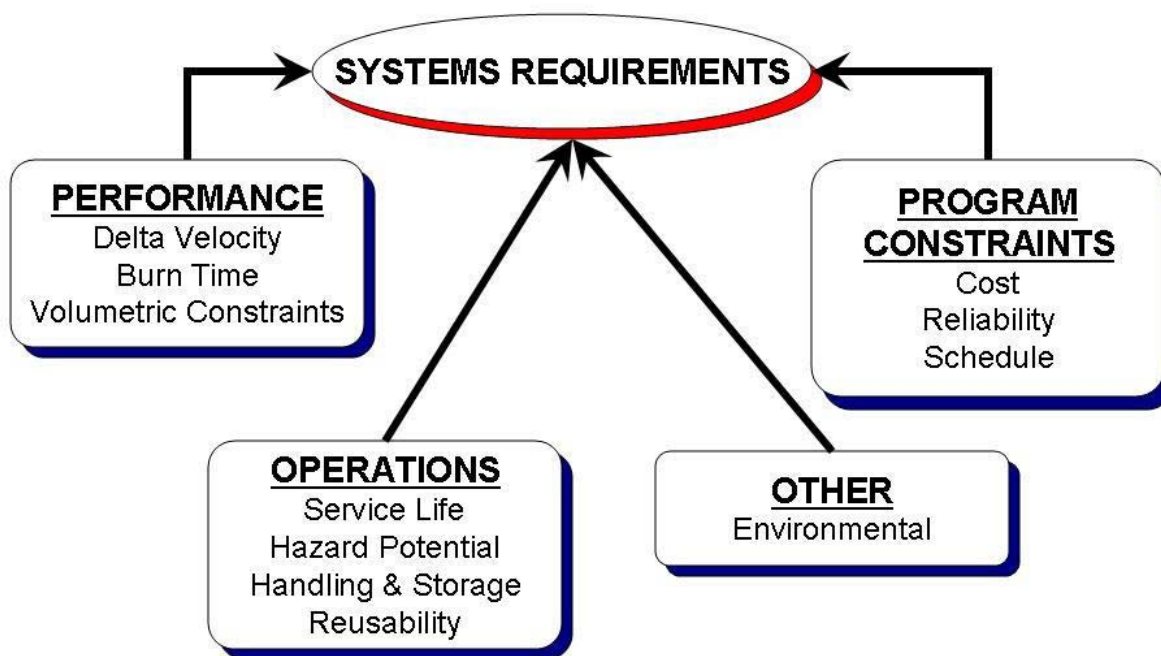 SYSTEMS REQUIREMENTS
PERFORMANCE
Delta Velocity
Burn Time
Volumetric Constraints
PROGRAM
CONSTRAINTS
Cost
Reliability
Schedule
OPERATIONS
Service Life
Hazard Potential
Handling & Storage
Reusability
OTHER
Environmental